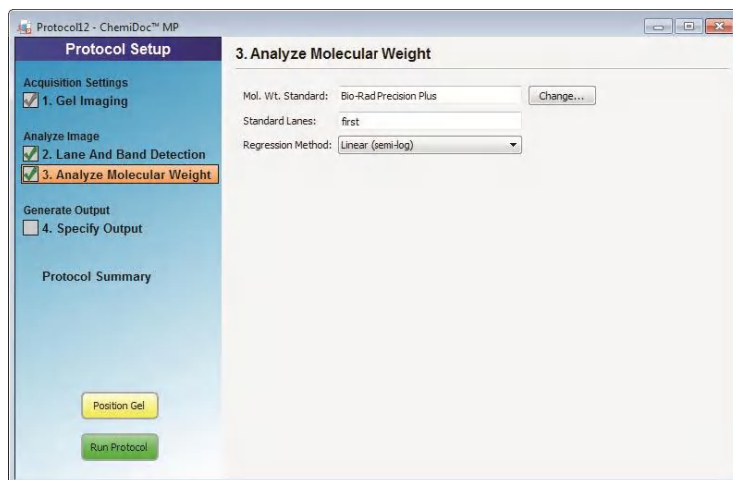 Protocol12 - ChemiDoc™ MP
Protocol Setup
Acquisition Settings
1. Gel Imaging
Analyze Image
2. Lane And Band Detection
3. Analyze Molecular Weight
Generate Output
4. Specify Output
Protocol Summary
Position Gel
Run Protocol
3. Analyze Molecular Weight
Mol. Wt. Standard: Bio-Rad Precision Plus Change...
Standard Lanes: first
Regression Method: Linear (semi-log)